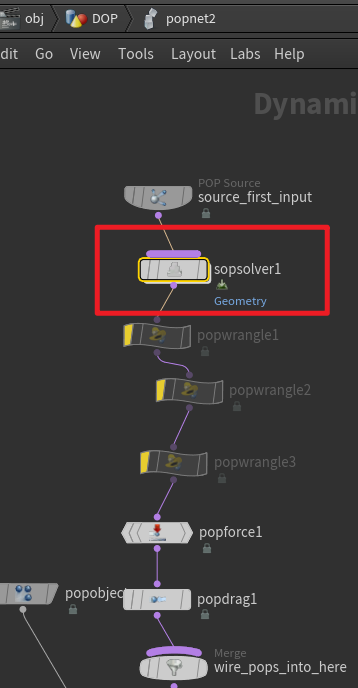 obj DOP popnet2
dit Go View Tools Layout Labs Help
Dynami
POP Source
source_first_input
sopsolver1
Geometry
popwrangle1
popwrangle2
popwrangle3
popforce1
popobjec
popdrag1
Merge
wire_pops_into_here